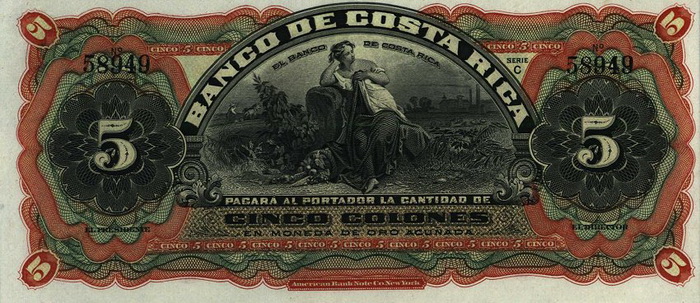 5
5
BANCO DE COSTA RICA
CINCO 5 CINCO
CINCO 5 CINCO
Nº
58949
EL BANCO DE COSTA RICA
SERIE
C
Nº
58949
5
5
PAGARA AL PORTADOR LA CANTIDAD DE
CINCO COLONES
EN MONEDA DE ORO ACUÑADA
EL PRESIDENTE
EL DIRECTOR
CINCO 5 CINCO 5 CINCO 5 CINCO 5 CINCO 5 CINCO 5 CINCO 5 CINCO
5
5
American Bank Note Co. New York